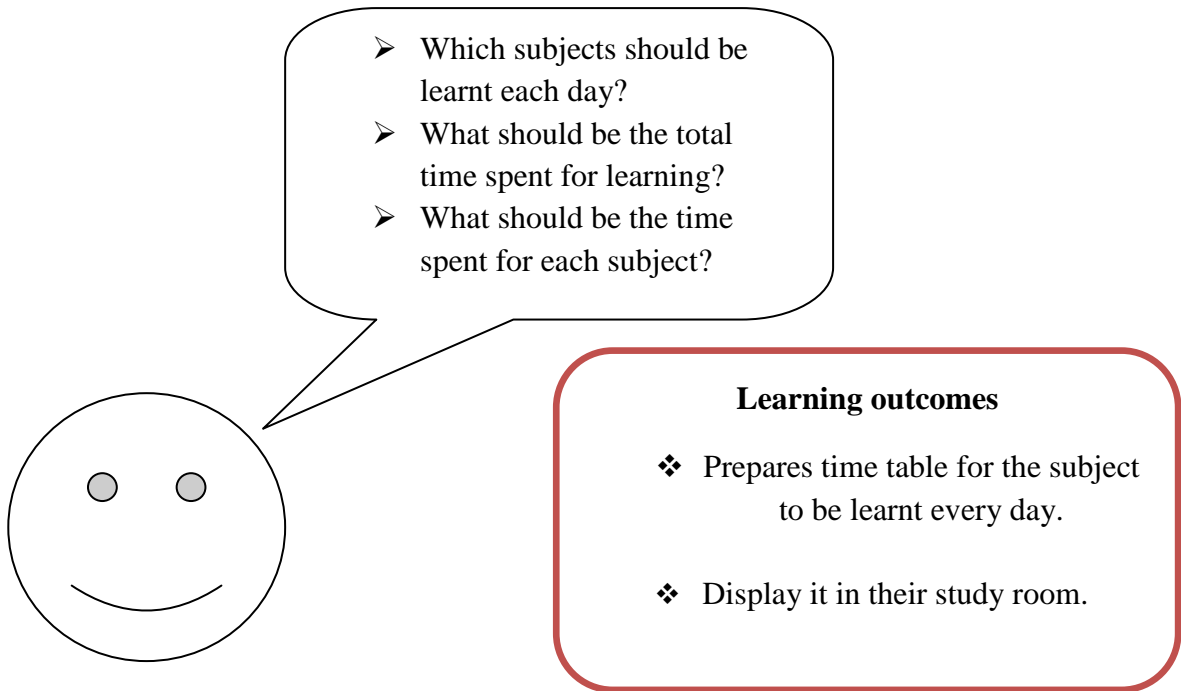 ➢ Which subjects should be
learnt each day?
➢ What should be the total
time spent for learning?
➢ What should be the time
spent for each subject?
Learning outcomes
❖ Prepares time table for the subject
to be learnt every day.
❖ Display it in their study room.